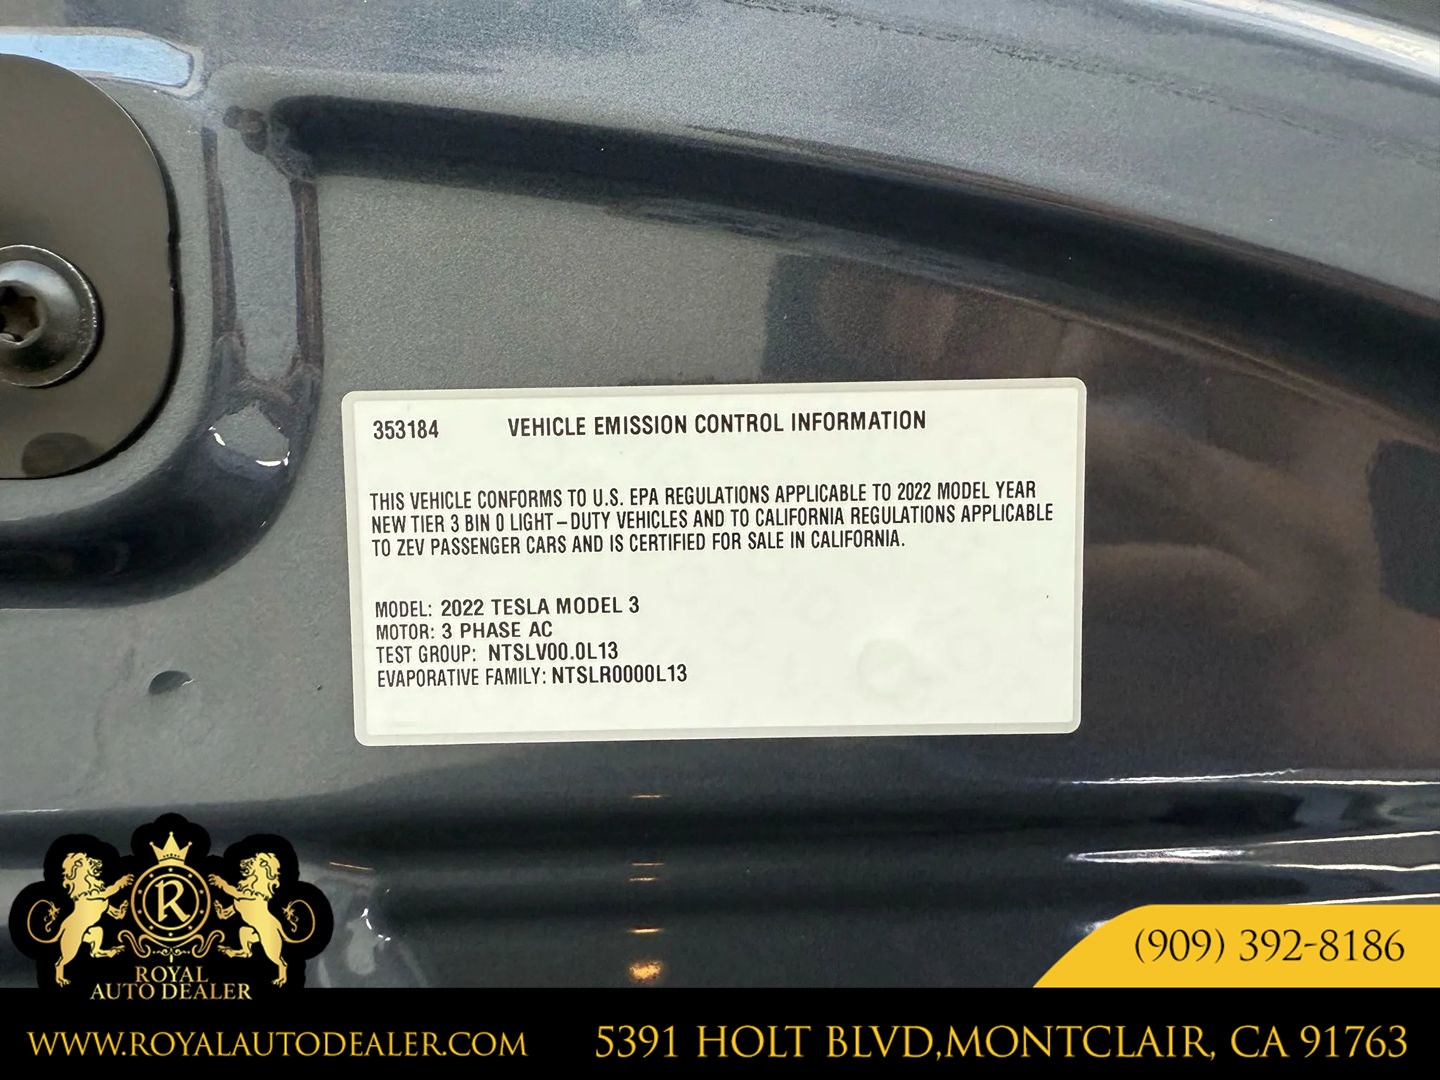 353184 VEHICLE EMISSION CONTROL INFORMATION
THIS VEHICLE CONFORMS TO U.S. EPA REGULATIONS APPLICABLE TO 2022 MODEL YEAR
NEW TIER 3 BIN 0 LIGHT-DUTY VEHICLES AND TO CALIFORNIA REGULATIONS APPLICABLE
TO ZEV PASSENGER CARS AND IS CERTIFIED FOR SALE IN CALIFORNIA.
MODEL: 2022 TESLA MODEL 3
MOTOR: 3 PHASE AC
TEST GROUP: NTSLV00.0L13
EVAPORATIVE FAMILY: NTSLR0000L13
R
ROYAL
AUTO DEALER
(909) 392-8186
WWW.ROYALAUTODEALER.COM
5391 HOLT BLVD,MONTCLAIR, CA 91763